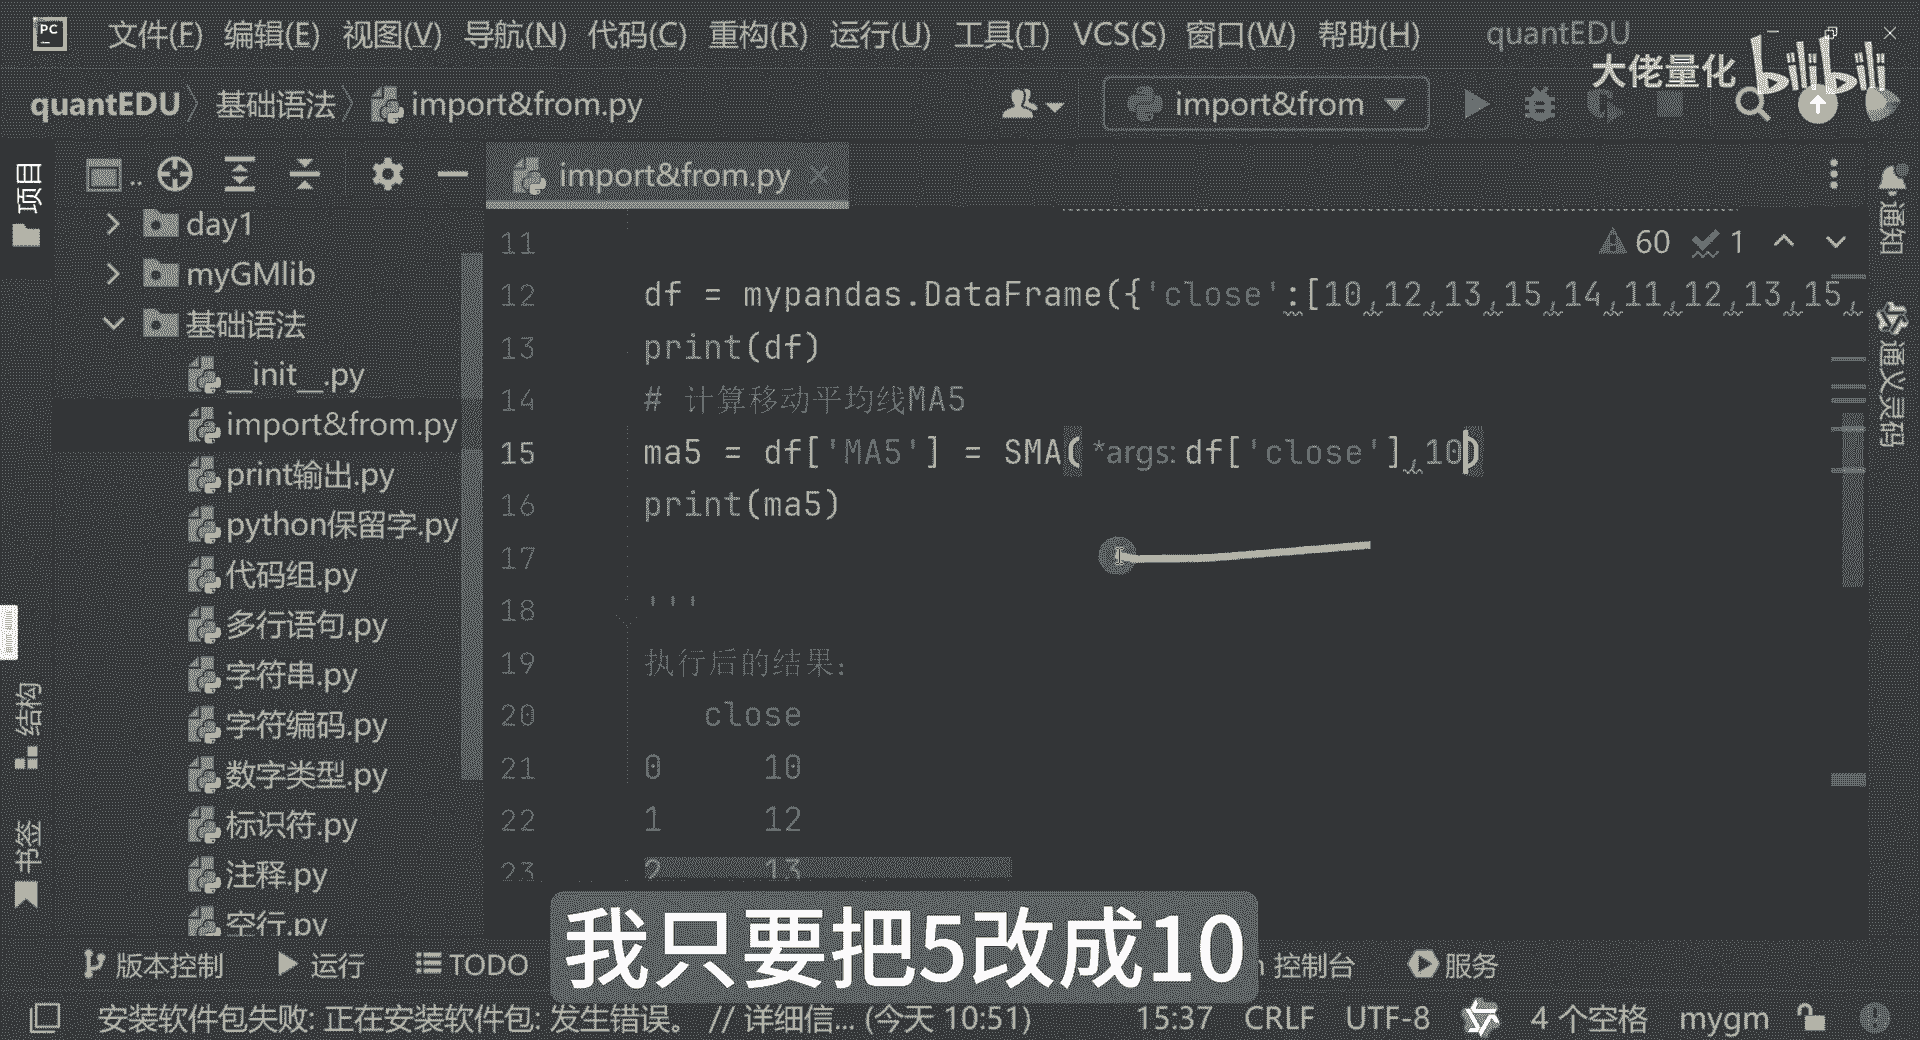 文件(F) 编辑(E) 视图(V) 导航(N) 代码(C) 重构(R) 运行(U) 工具(T) VCS(S) 窗口(W) 帮助(H) quantEDU
大佬量化 bilibili
quantEDU 基础语法 import&from.py import&from
项目
import&from.py
通知
day1
myGMlib
基础语法
__init__.py
import&from.py
print输出.py
python保留字.py
代码组.py
多行语句.py
字符串.py
字符编码.py
数字类型.py
标识符.py
注释.py
空行.py
60 1
11
12 df = mypandas.DataFrame({'close':[10,12,13,15,14,11,12,13,15,
13 print(df)
14 # 计算移动平均线MA5
15 ma5 = df['MA5'] = SMA( *args: df['close'],10)
16 print(ma5)
17
18 '''
19 执行后的结果:
20 close
21 0 10
22 1 12
23 2 13
通义灵码
结构
书签
我只要把5改成10
版本控制 运行 TODO 控制台 服务
安装软件包失败: 正在安装软件包: 发生错误。 // 详细信... (今天 10:51) 15:37 CRLF UTF-8 4 个空格 mygm